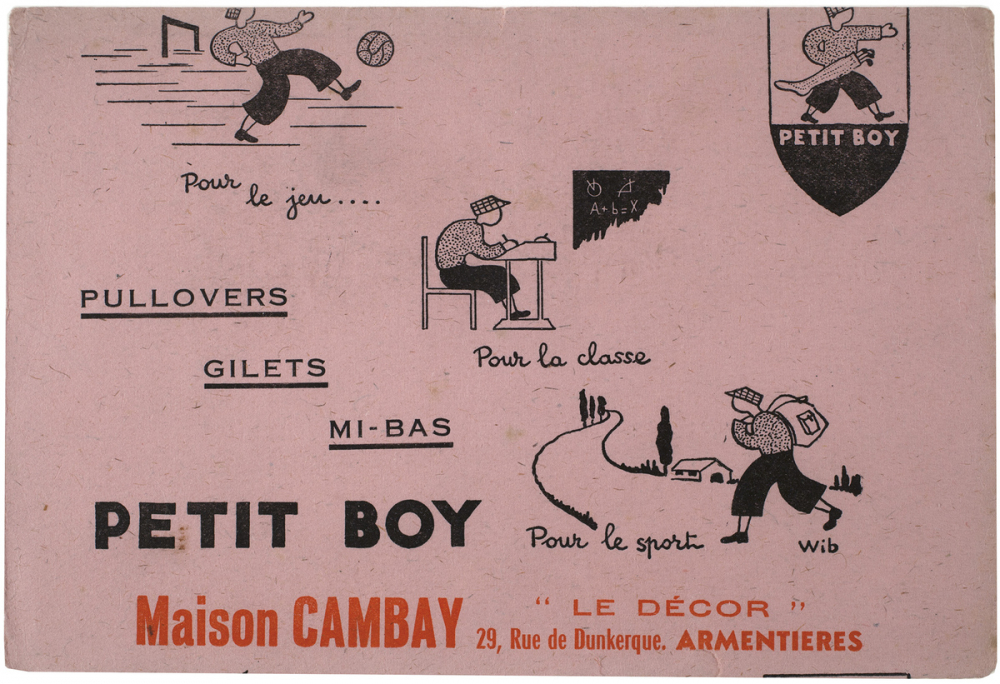 PETIT BOY
Pour
le jeu....
A+b=X
PULLOVERS
GILETS
MI-BAS
Pour la classe
PETIT BOY
Pour le sport
Wib
Maison CAMBAY
“ LE DÉCOR ”
29, Rue de Dunkerque. ARMENTIERES